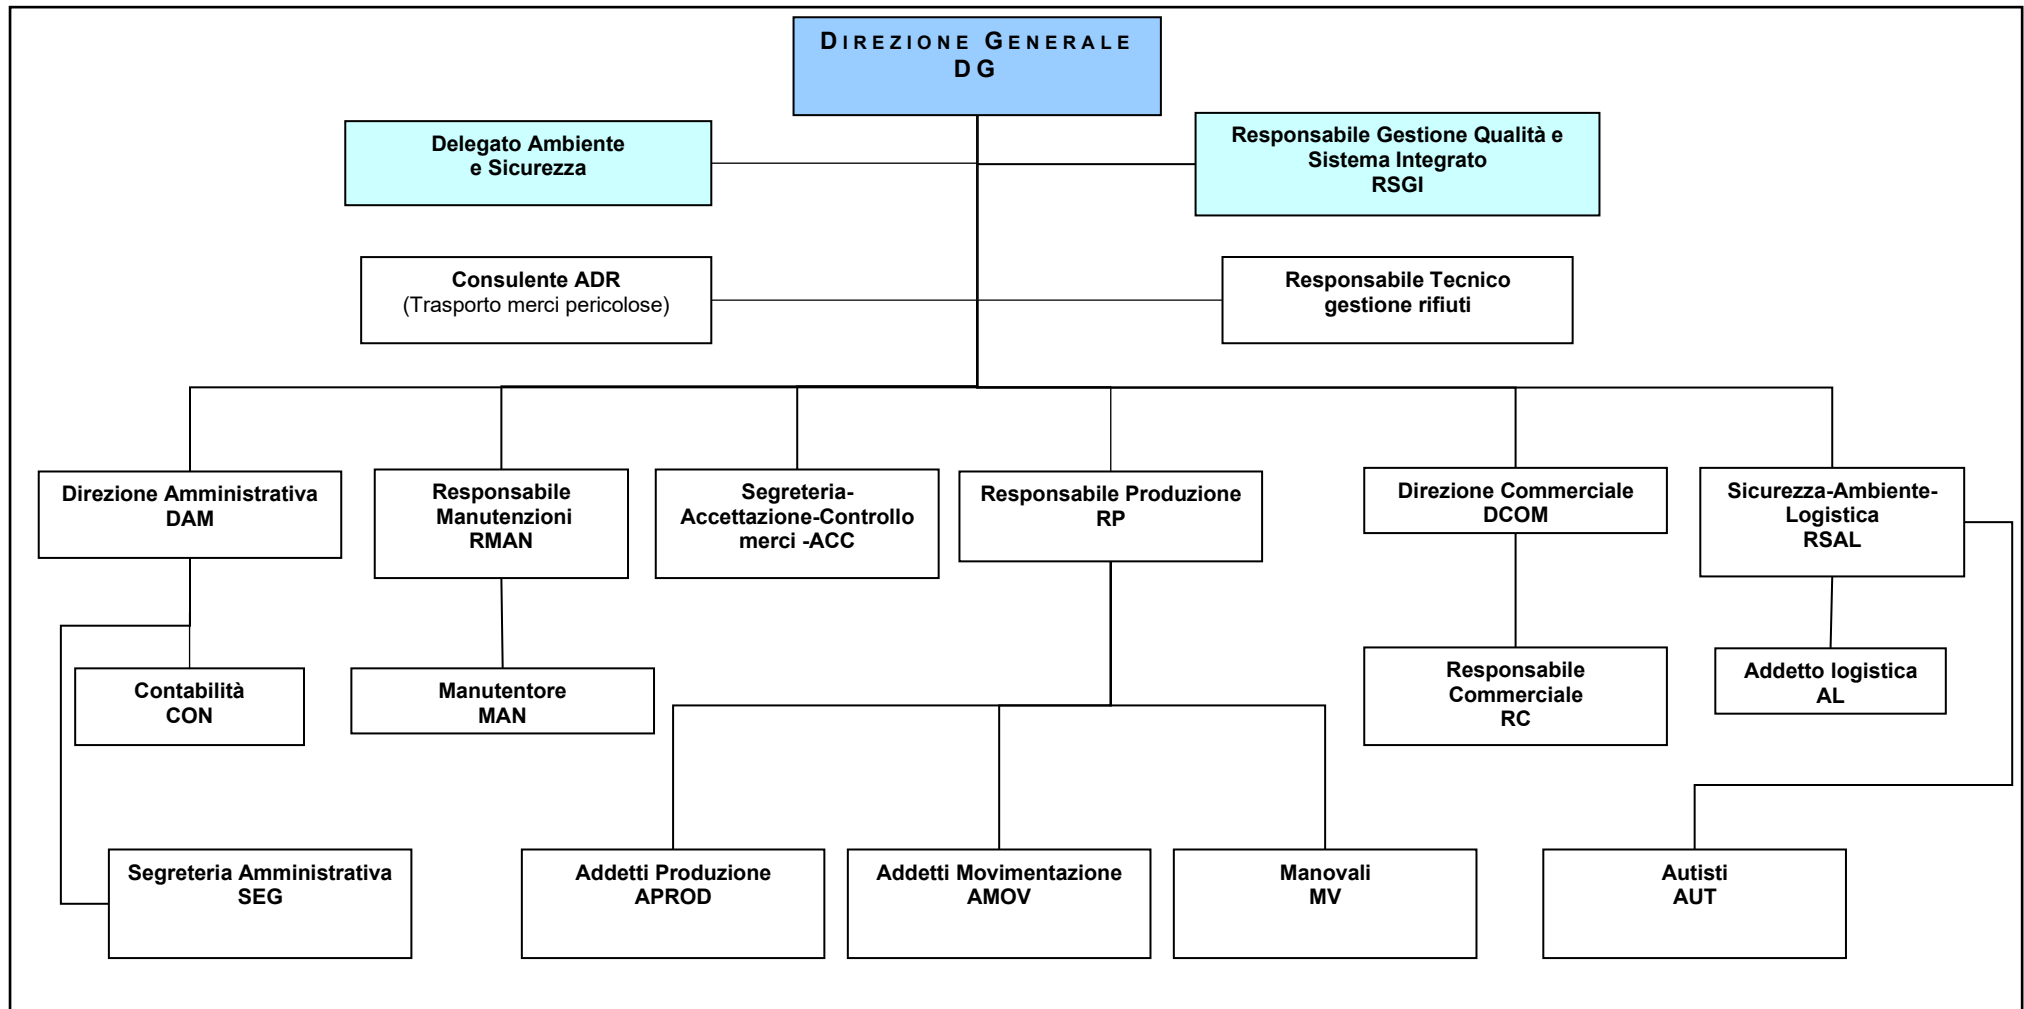 DIREZIONE GENERALE
DG
Delegato Ambiente
e Sicurezza
Responsabile Gestione Qualità e
Sistema Integrato
RSGI
Consulente ADR
(Trasporto merci pericolose)
Responsabile Tecnico
gestione rifiuti
Direzione Amministrativa
DAM
Responsabile
Manutenzioni
RMAN
Segreteria-
Accettazione-Controllo
merci -ACC
Responsabile Produzione
RP
Direzione Commerciale
DCOM
Sicurezza-Ambiente-
Logistica
RSAL
Contabilità
CON
Manutentore
MAN
Responsabile
Commerciale
RC
Addetto logistica
AL
Segreteria Amministrativa
SEG
Addetti Produzione
APROD
Addetti Movimentazione
AMOV
Manovali
MV
Autisti
AUT